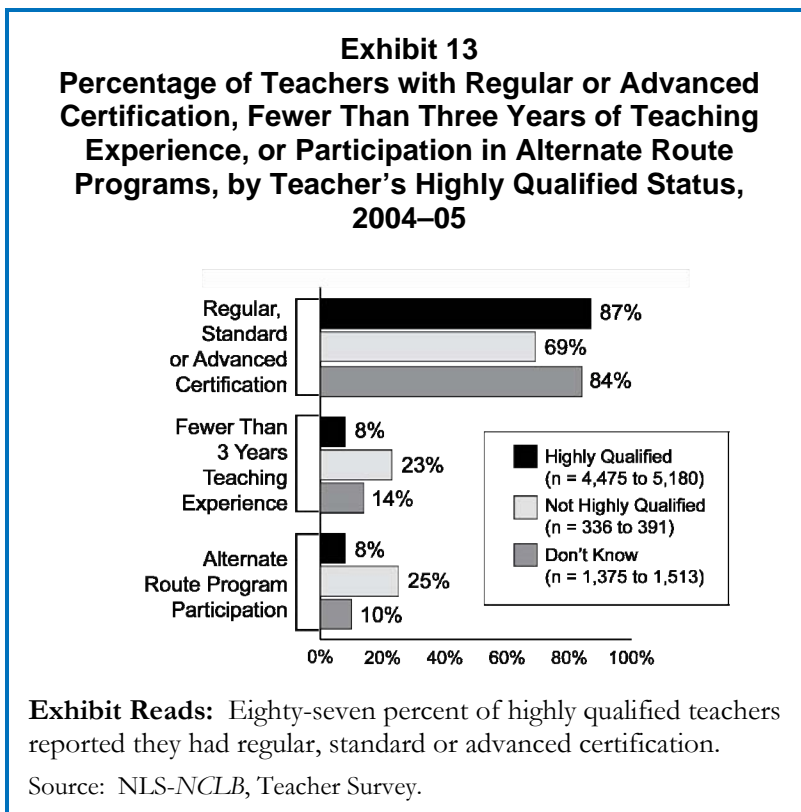 Exhibit 13
Percentage of Teachers with Regular or Advanced
Certification, Fewer Than Three Years of Teaching
Experience, or Participation in Alternate Route
Programs, by Teacher’s Highly Qualified Status,
2004–05
Regular,
Standard
or Advanced
Certification
87%
69%
84%
Fewer Than
3 Years
Teaching
Experience
8%
23%
14%
Alternate
Route Program
Participation
8%
25%
10%
Highly Qualified
(n = 4,475 to 5,180)
Not Highly Qualified
(n = 336 to 391)
Don't Know
(n = 1,375 to 1,513)
0% 20% 40% 60% 80% 100%
Exhibit Reads: Eighty-seven percent of highly qualified teachers
reported they had regular, standard or advanced certification.
Source: NLS-NCLB, Teacher Survey.